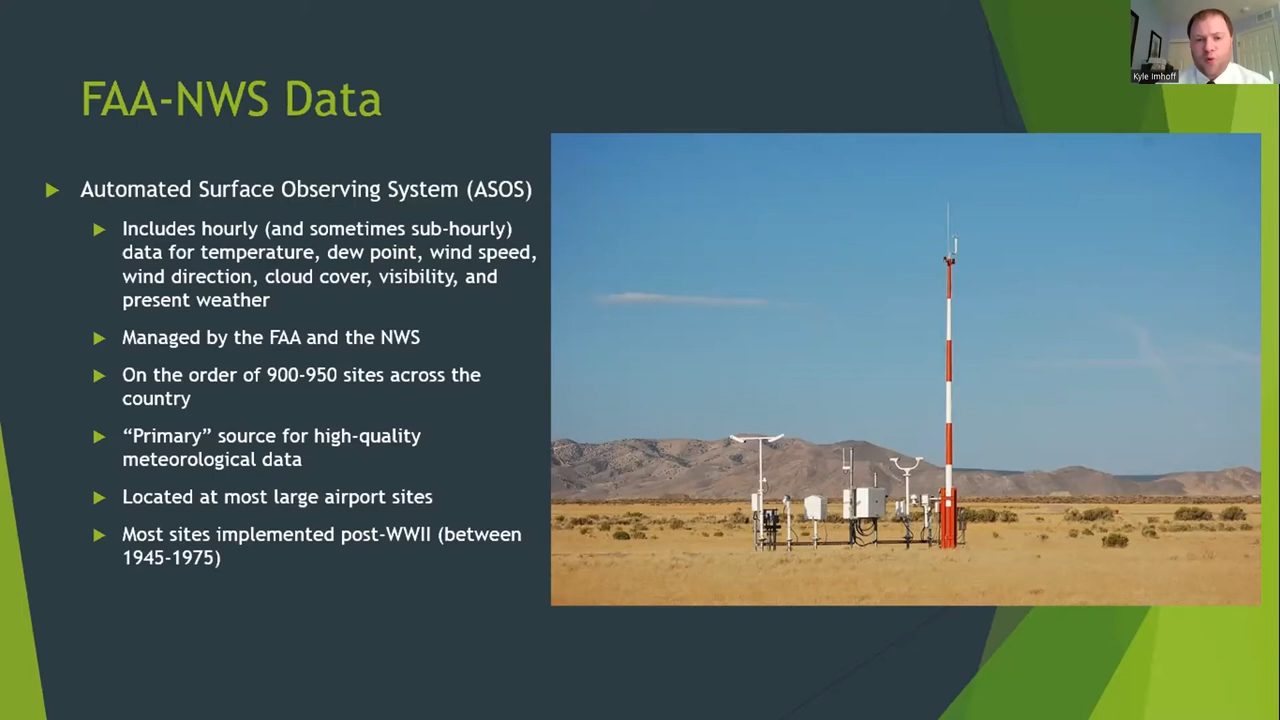 Kyle Imhoff
FAA-NWS Data
Automated Surface Observing System (ASOS)
Includes hourly (and sometimes sub-hourly)
data for temperature, dew point, wind speed,
wind direction, cloud cover, visibility, and
present weather
Managed by the FAA and the NWS
On the order of 900-950 sites across the
country
“Primary” source for high-quality
meteorological data
Located at most large airport sites
Most sites implemented post-WWII (between
1945-1975)